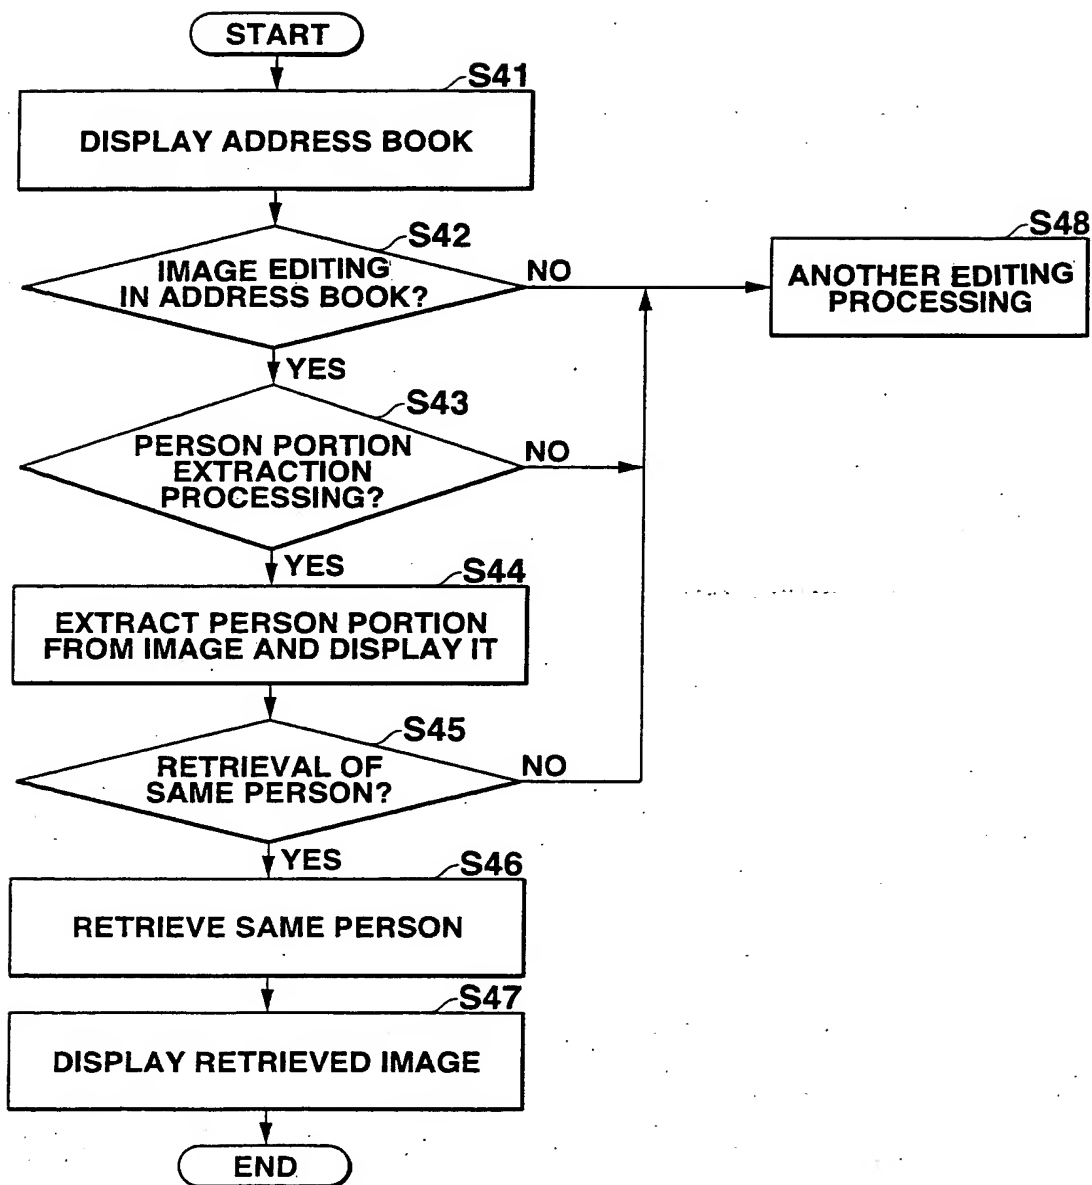 START
S41
DISPLAY ADDRESS BOOK
S42
IMAGE EDITING
IN ADDRESS BOOK?
NO
S48
ANOTHER EDITING
PROCESSING
YES
S43
PERSON PORTION
EXTRACTION
PROCESSING?
NO
YES
S44
EXTRACT PERSON PORTION
FROM IMAGE AND DISPLAY IT
S45
RETRIEVAL OF
SAME PERSON?
NO
YES
S46
RETRIEVE SAME PERSON
S47
DISPLAY RETRIEVED IMAGE
END